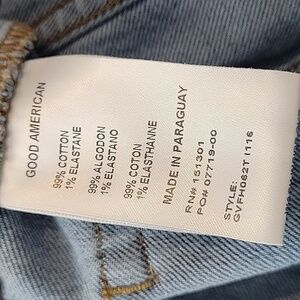 GOOD AMERICAN
99% COTTON
1% ELASTANE
99% ALGODON
1% ELASTANO
99% COTON
1% ELASTHANNE
MADE IN PARAGUAY
RN# 151301
PO# 07719-00
STYLE:
GVFH062T 1116